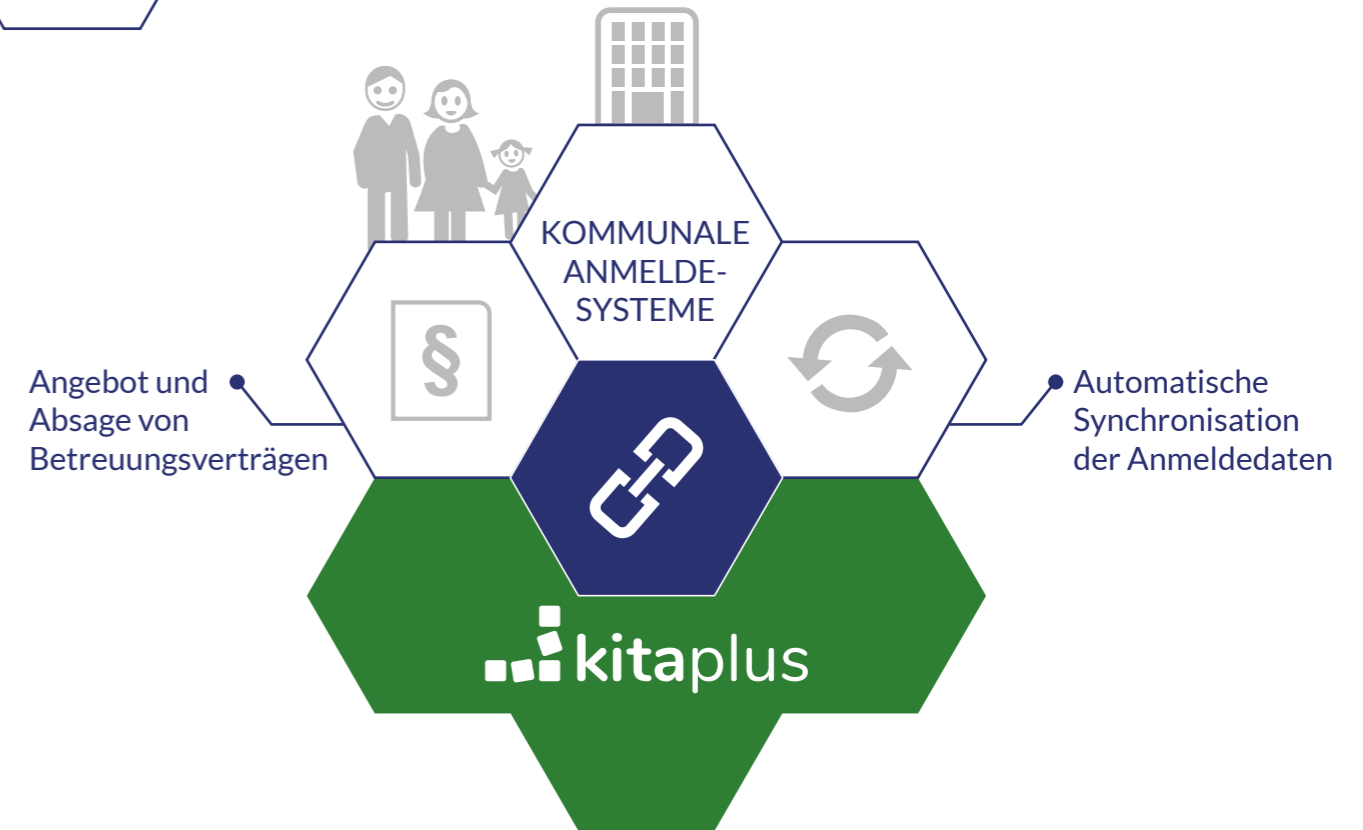 KOMMUNALE
ANMELDE-
SYSTEME
§
Angebot und
Absage von
Betreuungsverträgen
Automatische
Synchronisation
der Anmeldedaten
kitaplus